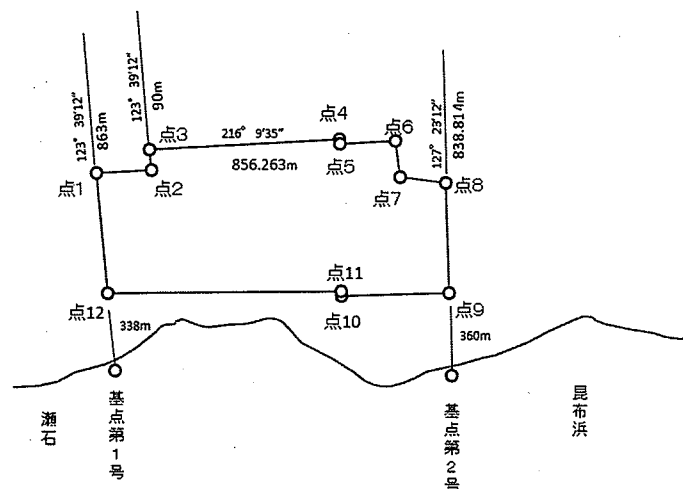 123° 39′12″
863m
123° 39′12″
90m
点3
216° 9′35″
856.263m
点4
点5
点6
127° 23′12″
838.814m
点1
点2
点7
点8
点12
点11
点10
点9
338m
360m
瀬石
基点第1号
基点第2号
昆布浜